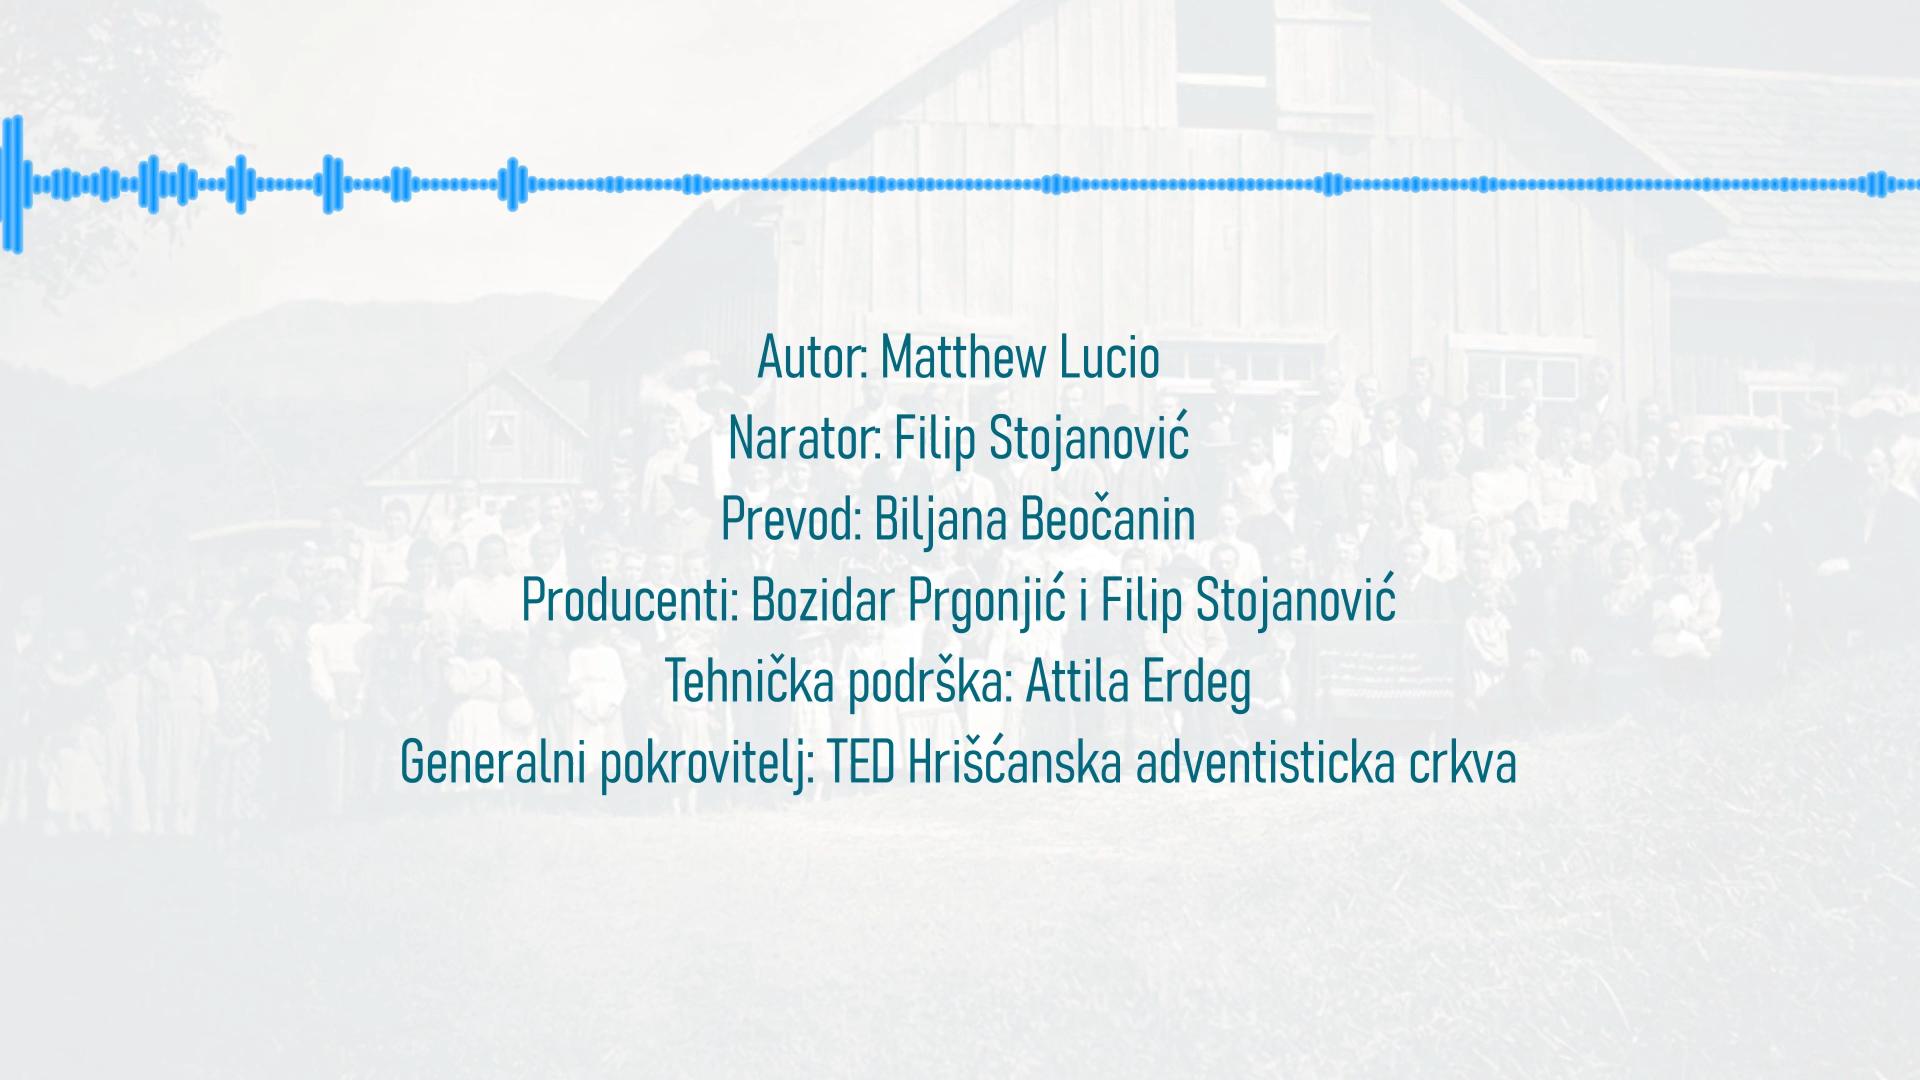 Autor: Matthew Lucio
Narator: Filip Stojanović
Prevod: Biljana Beočanin
Producenti: Bozidar Prgonjić i Filip Stojanović
Tehnička podrška: Attila Erdeg
Generalni pokrovitelj: TED Hrišćanska adventisticka crkva